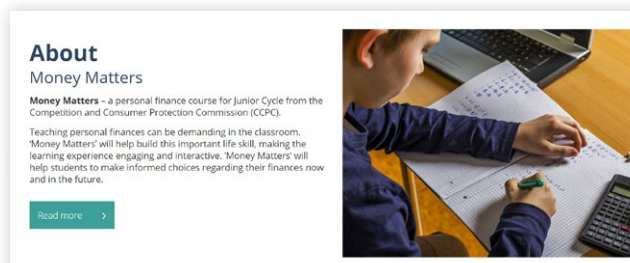 About
Money Matters
Money Matters – a personal finance course for Junior Cycle from the
Competition and Consumer Protection Commission (CCPC).
Teaching personal finances can be demanding in the classroom.
'Money Matters' will help build this important life skill, making the
learning experience engaging and interactive. 'Money Matters' will
help students to make informed choices regarding their finances now
and in the future.
Read more >